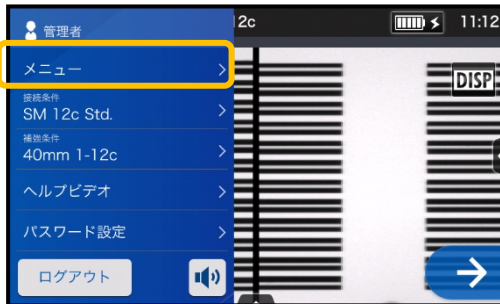 管理者
12c
11:12
メニュー
DISP
接続条件
SM 12c Std.
補強条件
40mm 1-12c
ヘルプビデオ
パスワード設定
ログアウト